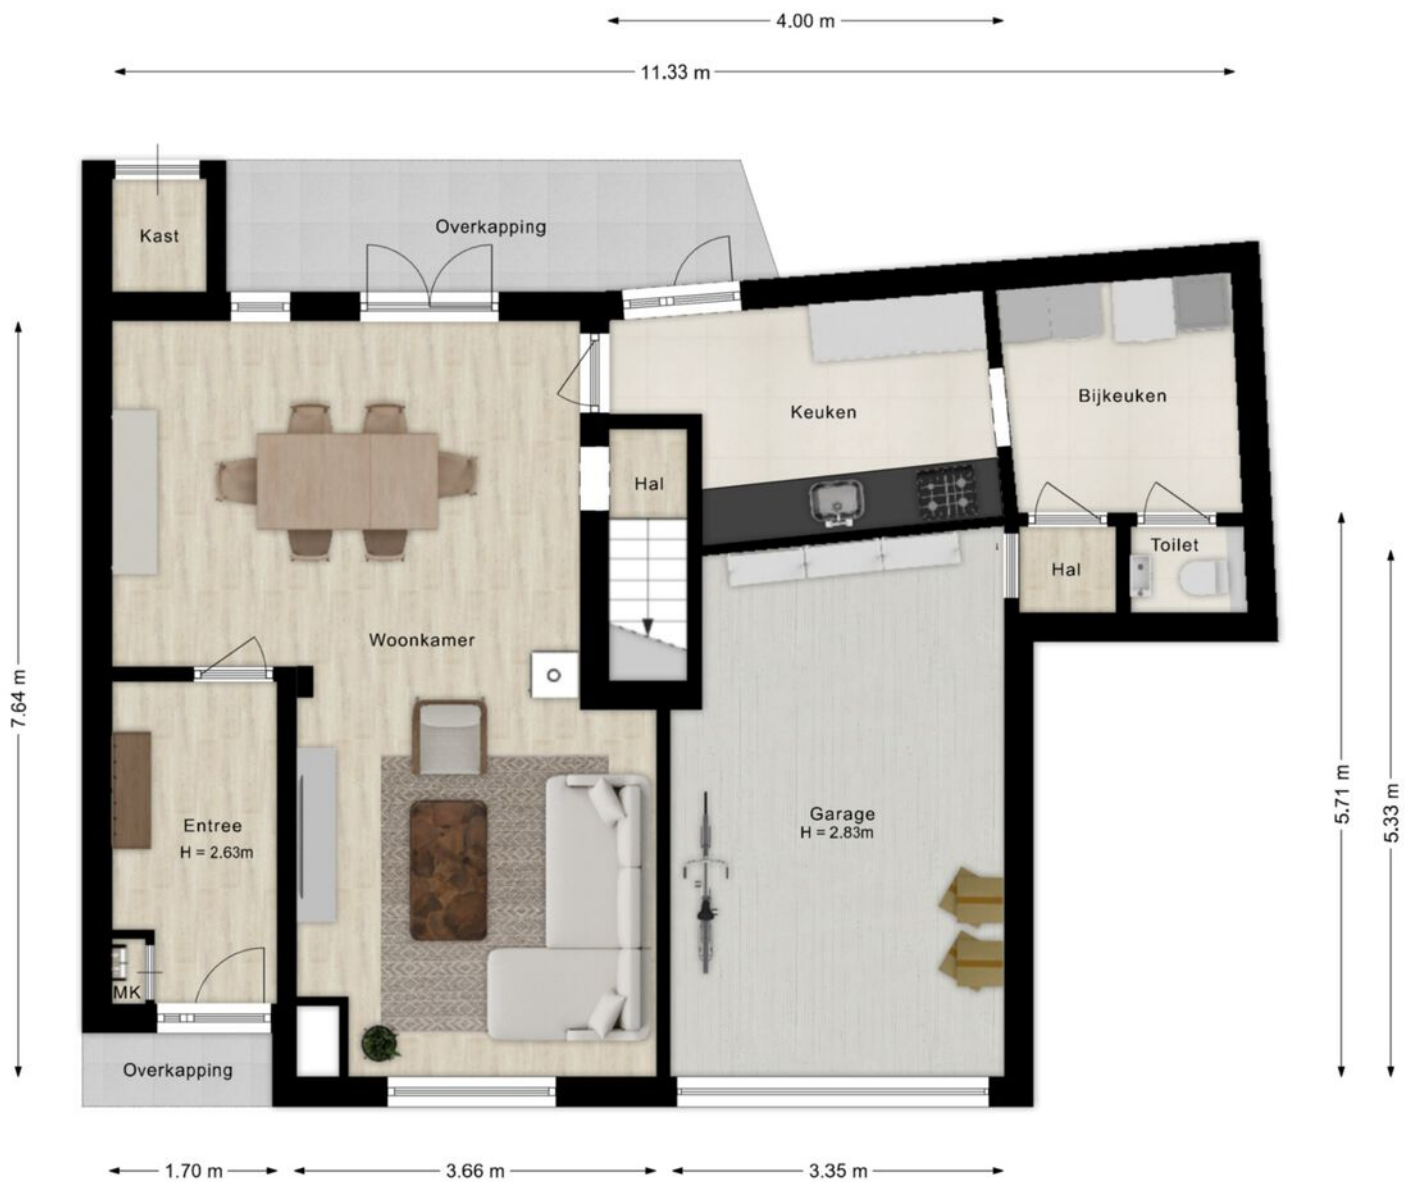 4.00 m
11.33 m
Overkapping
Kast
Bijkeuken
Keuken
Hal
Toilet
Hal
Woonkamer
7.64 m
5.71 m
5.33 m
Garage
H = 2.83m
Entree
H = 2.63m
MK
Overkapping
1.70 m
3.66 m
3.35 m